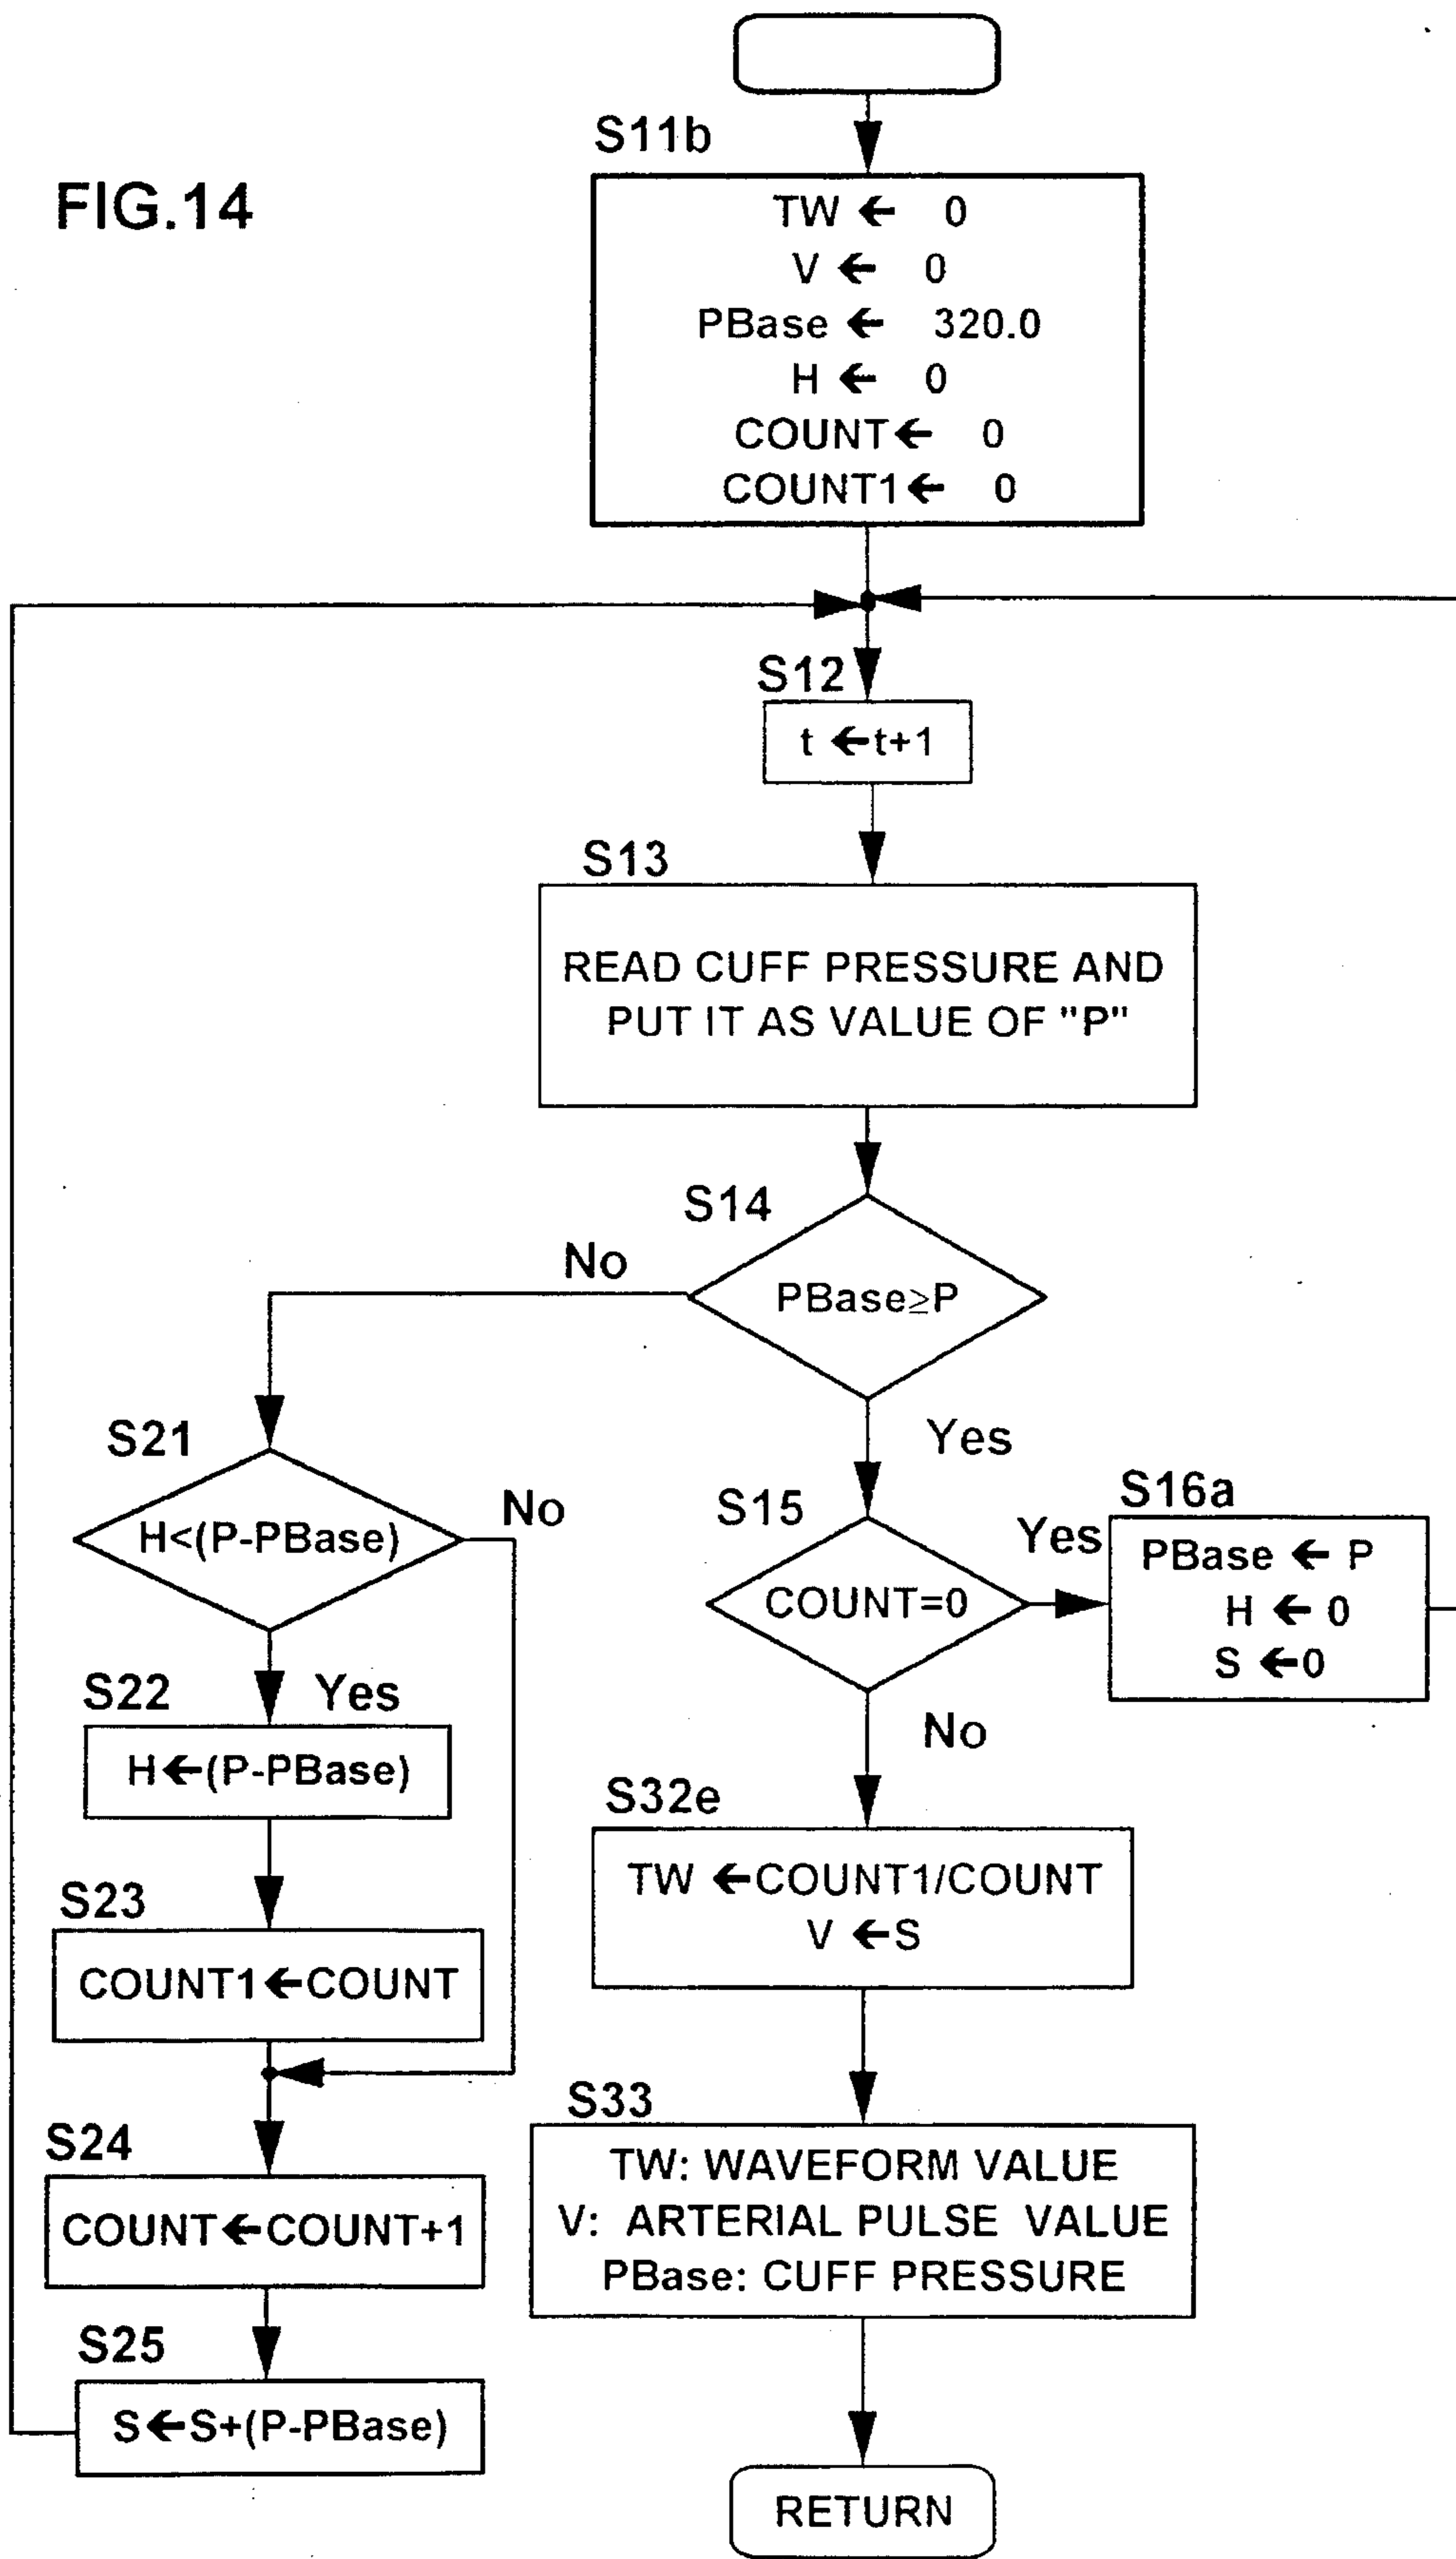 FIG.14
S11b
TW ← 0
V ← 0
PBase ← 320.0
H ← 0
COUNT← 0
COUNT1← 0
S12
t ←t+1
S13
READ CUFF PRESSURE AND
PUT IT AS VALUE OF "P"
S14
PBase≥P
No
Yes
S21
H<(P-PBase)
No
Yes
S22
H←(P-PBase)
S23
COUNT1←COUNT
S24
COUNT←COUNT+1
S25
S←S+(P-PBase)
S15
COUNT=0
Yes
No
S16a
PBase ← P
H ← 0
S ←0
S32e
TW ←COUNT1/COUNT
V ←S
S33
TW: WAVEFORM VALUE
V: ARTERIAL PULSE VALUE
PBase: CUFF PRESSURE
RETURN